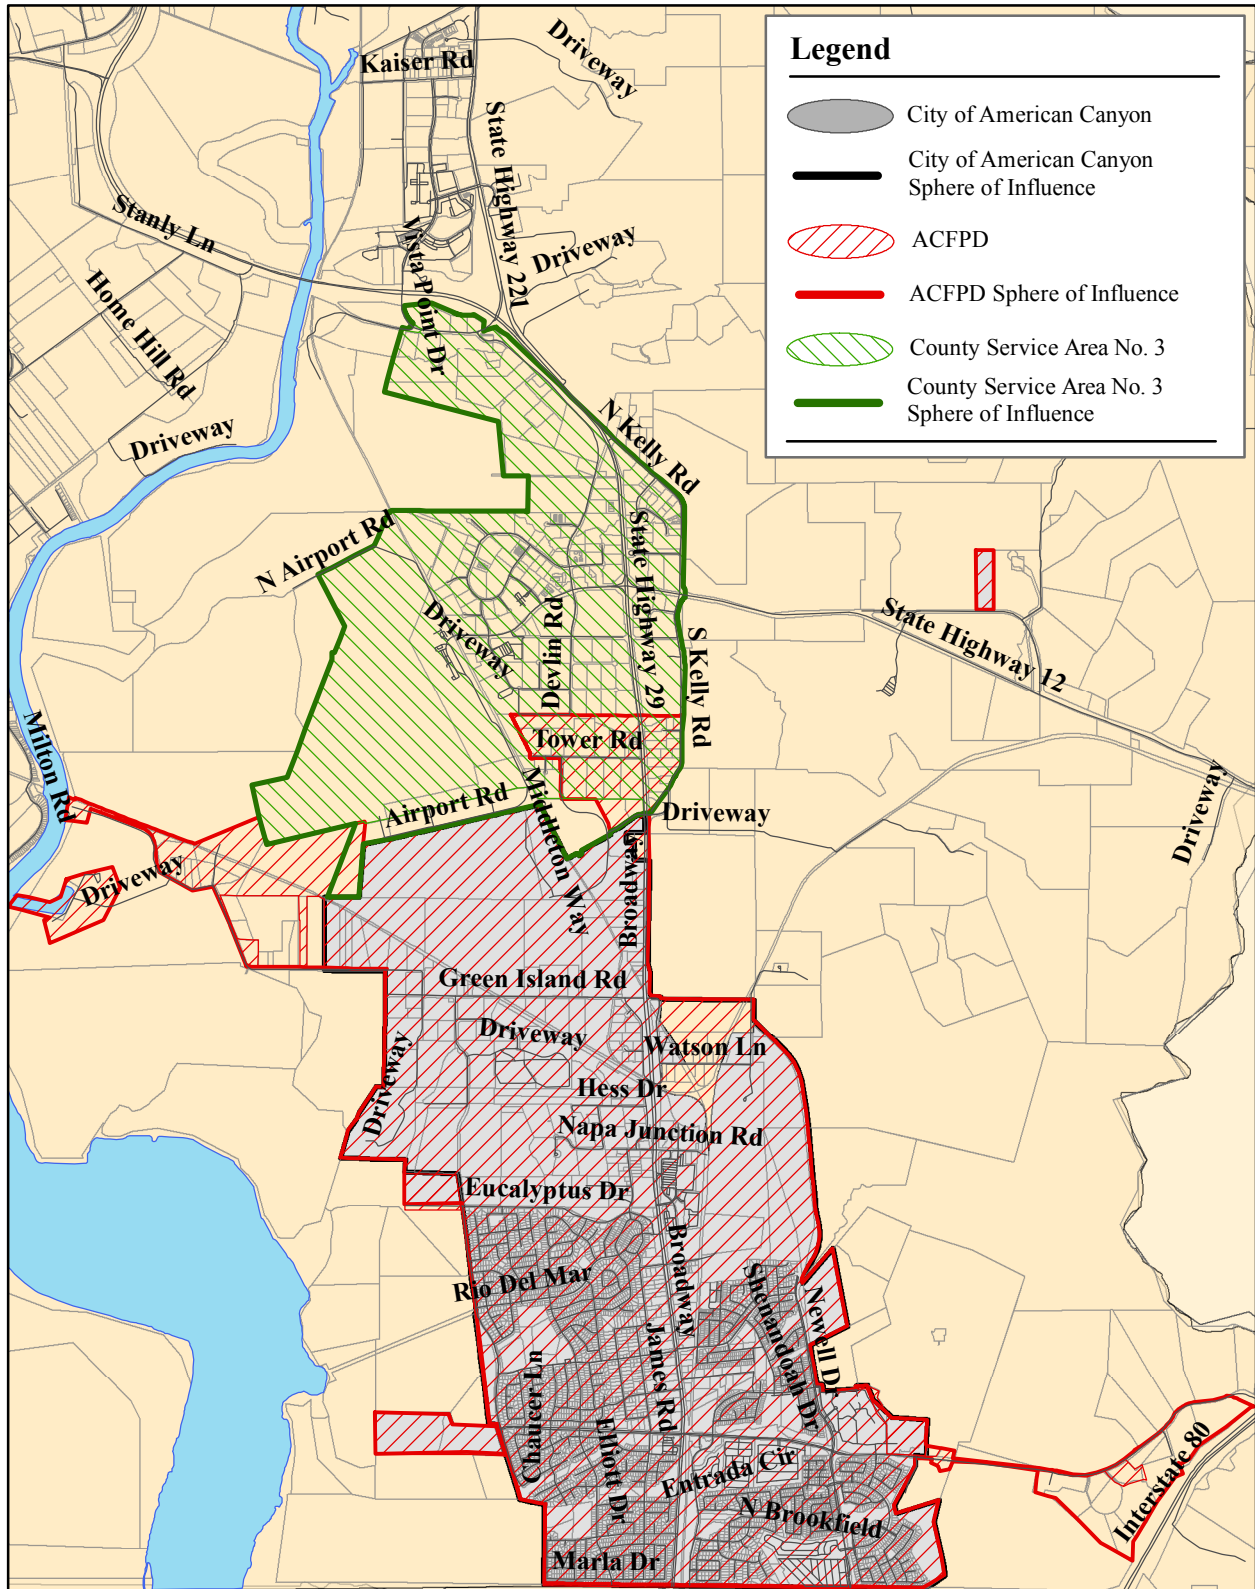 Legend
City of American Canyon
City of American Canyon
Sphere of Influence
ACFPD
ACFPD Sphere of Influence
County Service Area No. 3
County Service Area No. 3
Sphere of Influence
Kaiser Rd
Driveway
State Highway 221
Stanly Ln
Vista Point Dr
Driveway
Home Hill Rd
Driveway
N Kelly Rd
N Airport Rd
State Highway 29
Driveway
Devlin Rd
State Highway 12
S Kelly Rd
Milton Rd
Tower Rd
Middleton Way
Airport Rd
Driveway
Driveway
Driveway
Broadway
Green Island Rd
Driveway
Watson Ln
Driveway
Hess Dr
Napa Junction Rd
Eucalyptus Dr
Broadway
Rio Del Mar
Shenandoah Dr
Newell Dr
James Rd
Chaucer Ln
Elliott Dr
Entrada Cir
Interstate 80
N Brookfield
Marla Dr